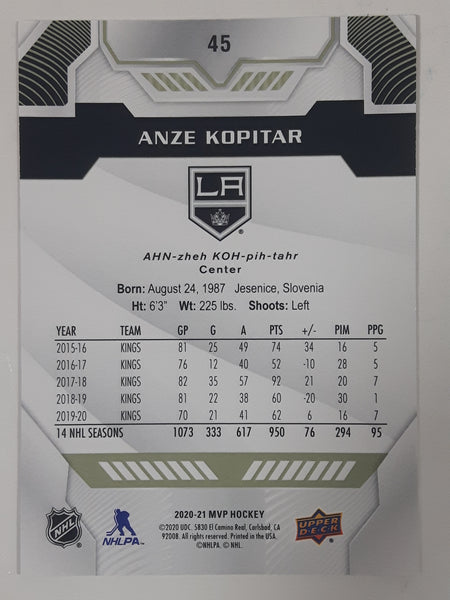 45
ANZE KOPITAR
LA
AHN-zheh KOH-pih-tahr
Center
Born: August 24, 1987 Jesenice, Slovenia
Ht: 6'3" Wt: 225 lbs. Shoots: Left
YEAR TEAM GP G A PTS +/- PIM PPG
2015-16 KINGS 81 25 49 74 34 16 5
2016-17 KINGS 76 12 40 52 -10 28 5
2017-18 KINGS 82 35 57 92 21 20 7
2018-19 KINGS 81 22 38 60 -20 30 1
2019-20 KINGS 70 21 41 62 6 16 7
14 NHL SEASONS 1073 333 617 950 76 294 95
2020-21 MVP HOCKEY
©2020 UDC. 5830 El Camino Real, Carlsbad, CA
92008. All rights reserved. Printed in the USA.
©NHLPA. © NHL.
NHL
NHLPA
UPPER
DECK